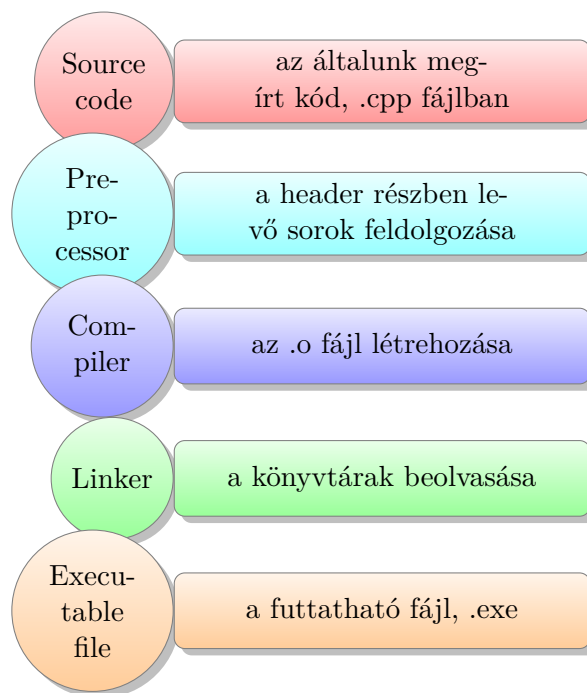 Source
code
az általunk meg-
írt kód, .cpp fájlban
Pre-
pro-
cessor
a header részben le-
vő sorok feldolgozása
Com-
piler
az .o fájl létrehozása
Linker
a könyvtárak beolvasása
Execu-
table
file
a futtatható fájl, .exe